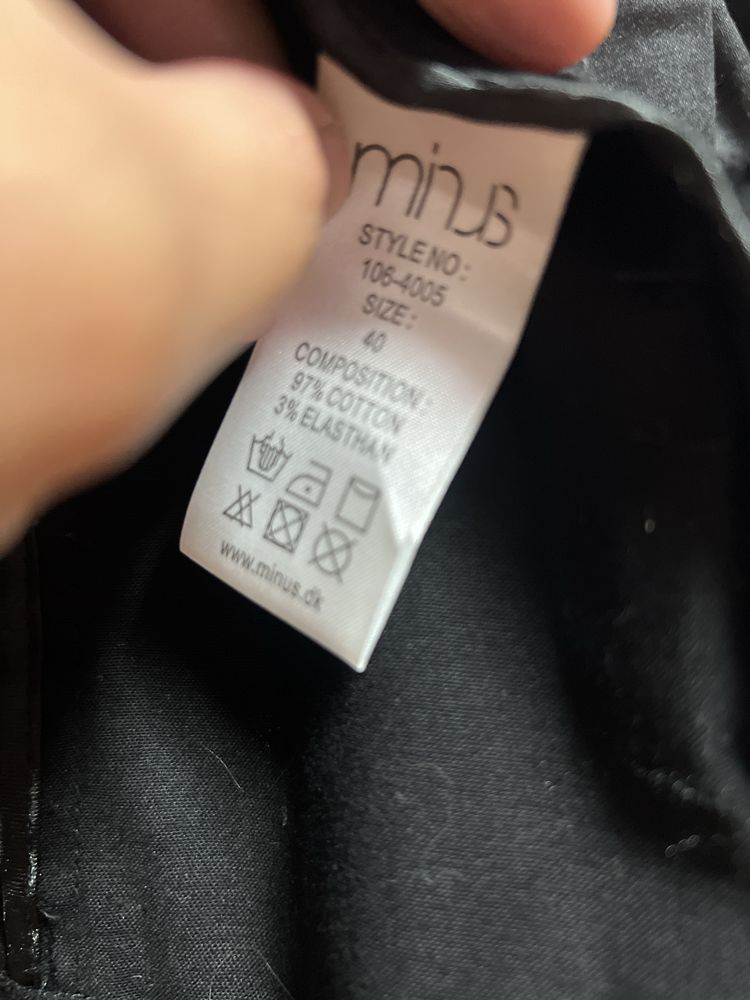 minus
STYLE NO :
106-4005
SIZE :
40
COMPOSITION :
97% COTTON
3% ELASTHAN
www.minus.dk